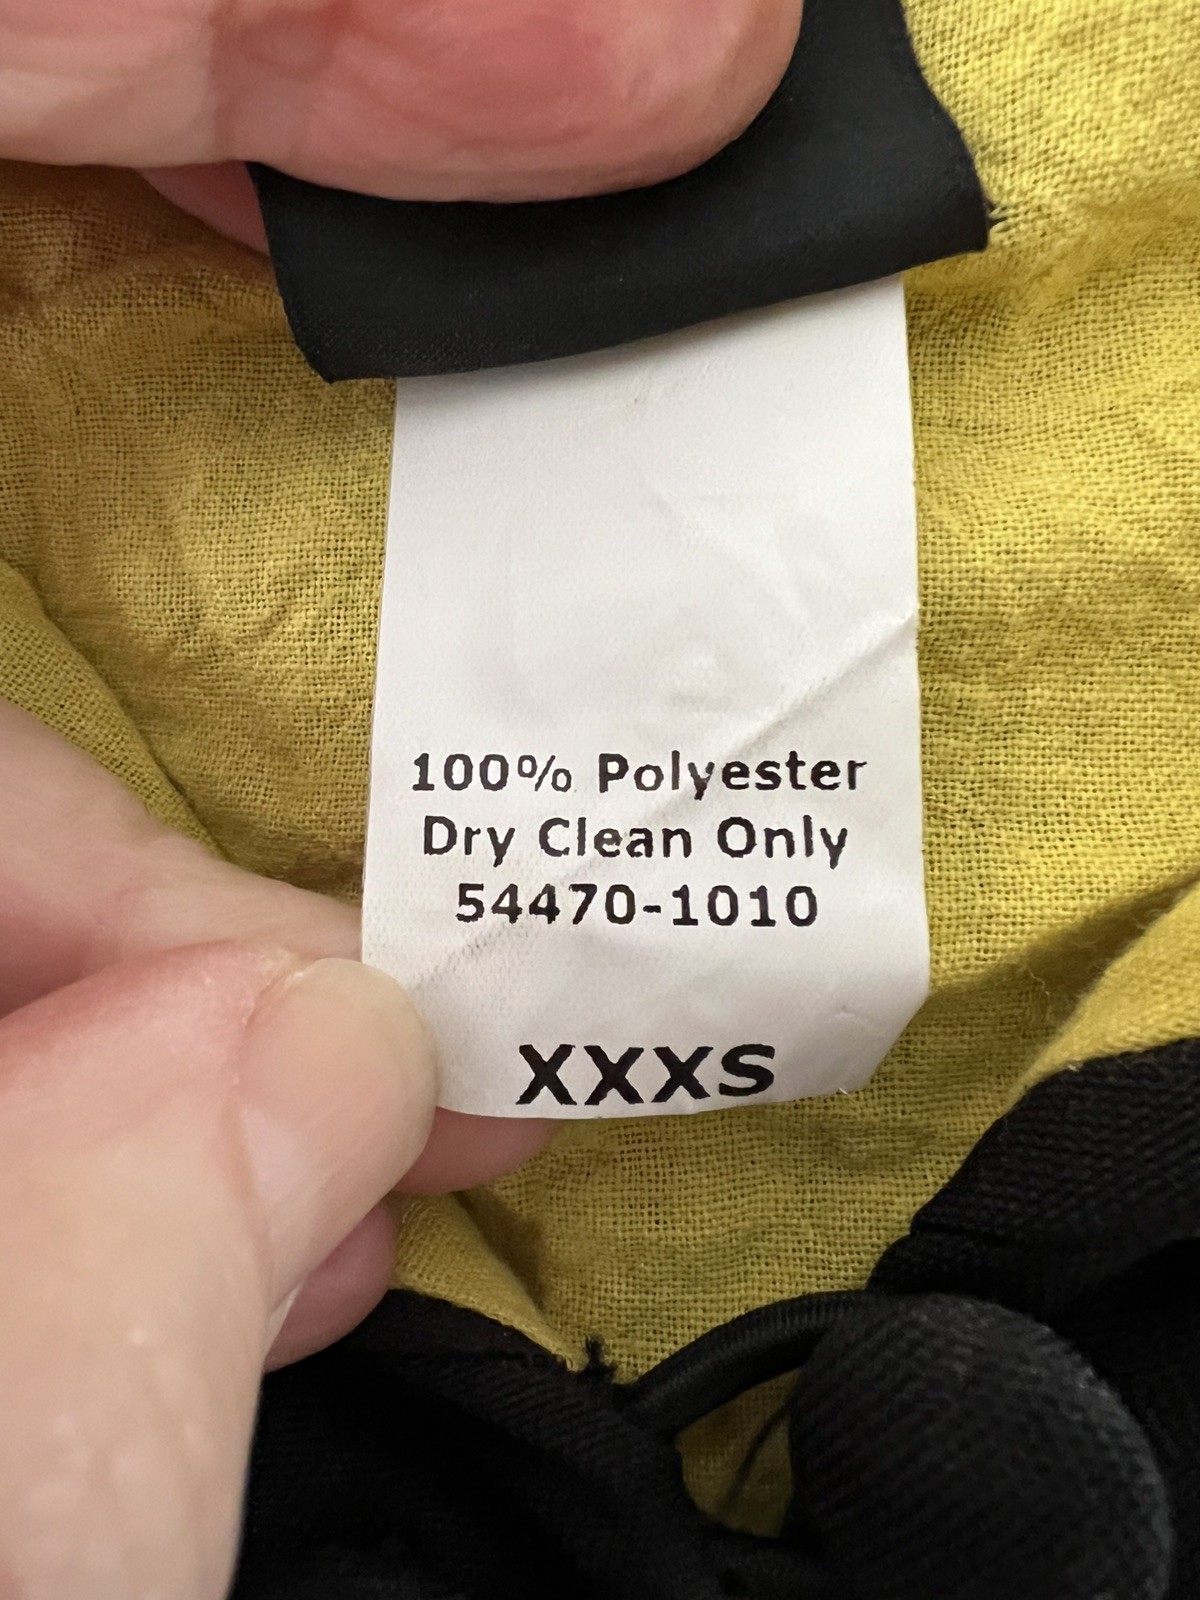 100% Polyester
Dry Clean Only
54470-1010
XXXS